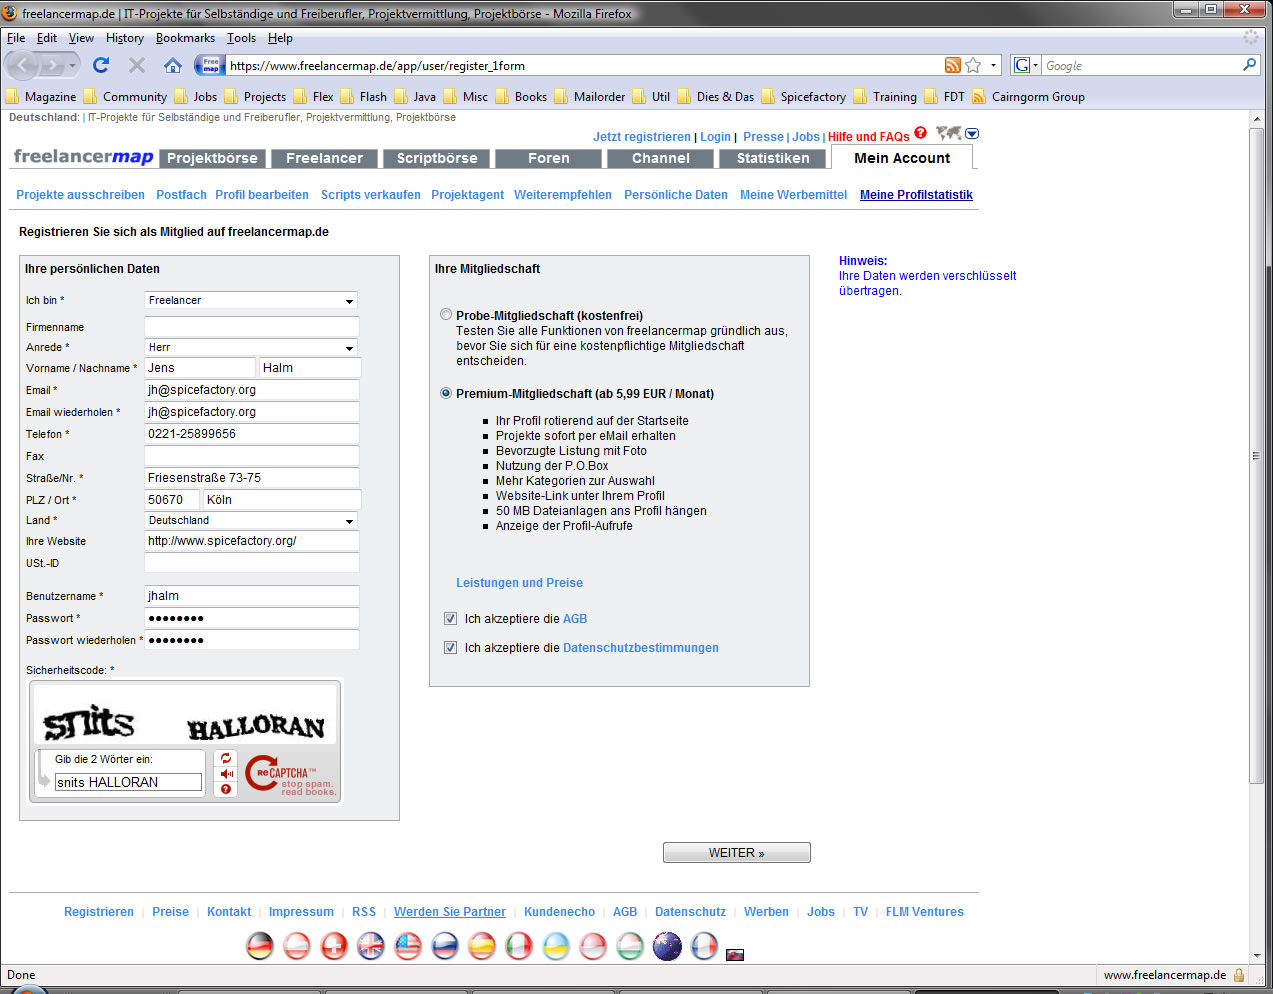 freelancermap.de | IT-Projekte für Selbständige und Freiberufler, Projektvermittlung, Projektbörse - Mozilla Firefox
File Edit View History Bookmarks Tools Help
Free map https://www.freelancermap.de/app/user/register_1form G Google
Magazine Community Jobs Projects Flex Flash Java Misc Books Mailorder Util Dies & Das Spicefactory Training FDT Cairngorm Group
Deutschland: | IT-Projekte für Selbständige und Freiberufler, Projektvermittlung, Projektbörse
Jetzt registrieren | Login | Presse | Jobs | Hilfe und FAQs ?
freelancermap Projektbörse Freelancer Scriptbörse Foren Channel Statistiken Mein Account
Projekte ausschreiben Postfach Profil bearbeiten Scripts verkaufen Projektagent Weiterempfehlen Persönliche Daten Meine Werbemittel Meine Profilstatistik
Registrieren Sie sich als Mitglied auf freelancermap.de
Ihre persönlichen Daten
Ich bin * Freelancer
Firmenname
Anrede * Herr
Vorname / Nachname * Jens Halm
Email * jh@spicefactory.org
Email wiederholen * jh@spicefactory.org
Telefon * 0221-25899656
Fax
Straße/Nr. * Friesenstraße 73-75
PLZ / Ort * 50670 Köln
Land * Deutschland
Ihre Website http://www.spicefactory.org/
USt.-ID
Benutzername * jhalm
Passwort * ●●●●●●●●
Passwort wiederholen * ●●●●●●●●
Sicherheitscode: *
snits HALLORAN
Gib die 2 Wörter ein:
snits HALLORAN
?
reCAPTCHA™
stop spam.
read books.
Ihre Mitgliedschaft
Probe-Mitgliedschaft (kostenfrei)
Testen Sie alle Funktionen von freelancermap gründlich aus,
bevor Sie sich für eine kostenpflichtige Mitgliedschaft
entscheiden.
Premium-Mitgliedschaft (ab 5,99 EUR / Monat)
Ihr Profil rotierend auf der Startseite
Projekte sofort per eMail erhalten
Bevorzugte Listung mit Foto
Nutzung der P.O.Box
Mehr Kategorien zur Auswahl
Website-Link unter Ihrem Profil
50 MB Dateianlagen ans Profil hängen
Anzeige der Profil-Aufrufe
Leistungen und Preise
Ich akzeptiere die AGB
Ich akzeptiere die Datenschutzbestimmungen
Hinweis:
Ihre Daten werden verschlüsselt
übertragen.
WEITER »
Registrieren | Preise | Kontakt | Impressum | RSS | Werden Sie Partner | Kundenecho | AGB | Datenschutz | Werben | Jobs | TV | FLM Ventures
Done www.freelancermap.de